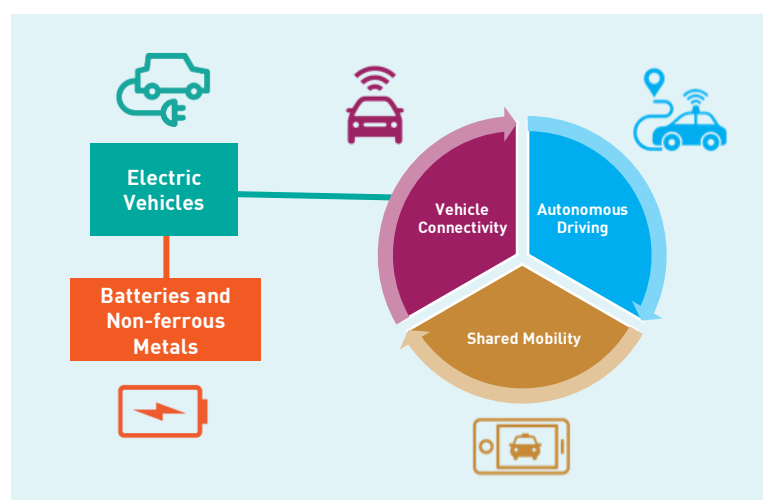 Electric
Vehicles
Batteries and
Non-ferrous
Metals
Vehicle
Connectivity
Autonomous
Driving
Shared Mobility